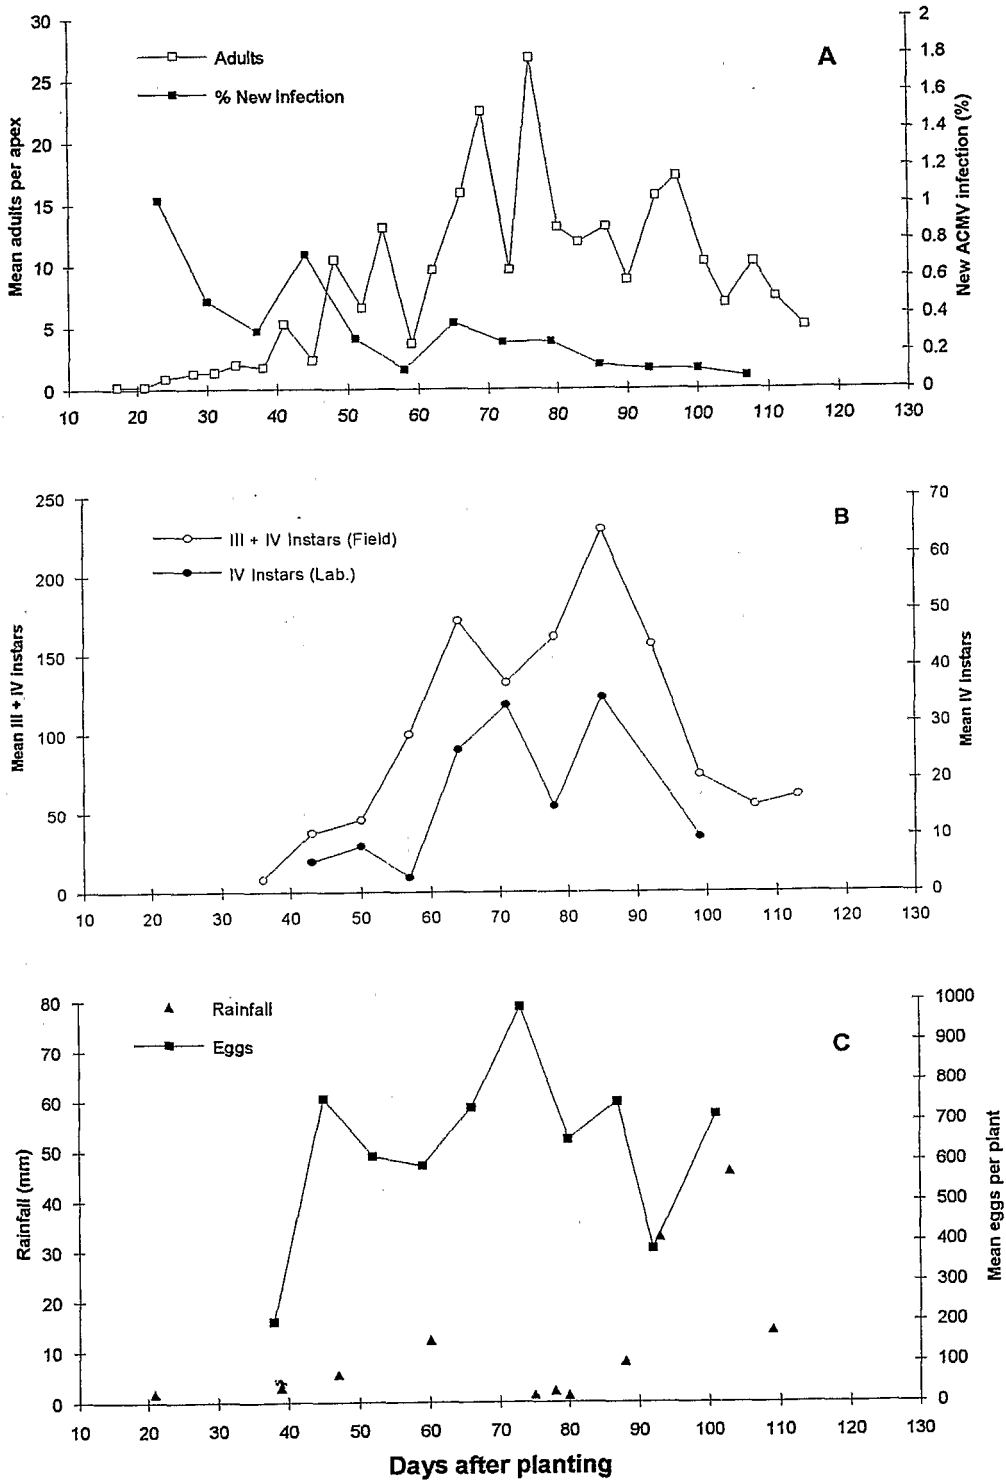 30
25
20
15
10
5
0
Mean adults per apex
Adults
% New Infection
A
2
1.8
1.6
1.4
1.2
1
0.8
0.6
0.4
0.2
0
New ACMV infection (%)
10 20 30 40 50 60 70 80 90 100 110 120 130
250
200
150
100
50
0
Mean III + IV instars
III + IV Instars (Field)
IV Instars (Lab.)
B
70
60
50
40
30
20
10
0
Mean IV instars
10 20 30 40 50 60 70 80 90 100 110 120 130
80
70
60
50
40
30
20
10
0
Rainfall (mm)
Rainfall
Eggs
C
1000
900
800
700
600
500
400
300
200
100
0
Mean eggs per plant
10 20 30 40 50 60 70 80 90 100 110 120 130
Days after planting